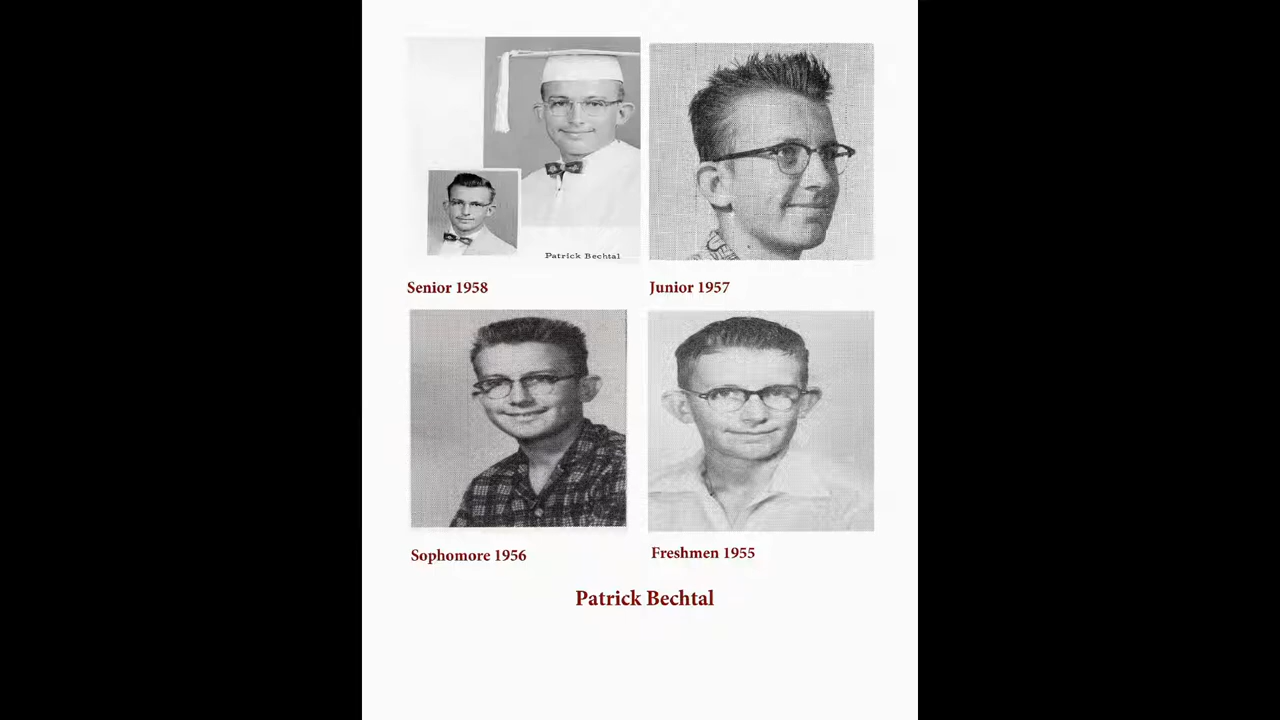 Patrick Bechtal
Senior 1958
Junior 1957
Sophomore 1956
Freshmen 1955
Patrick Bechtal